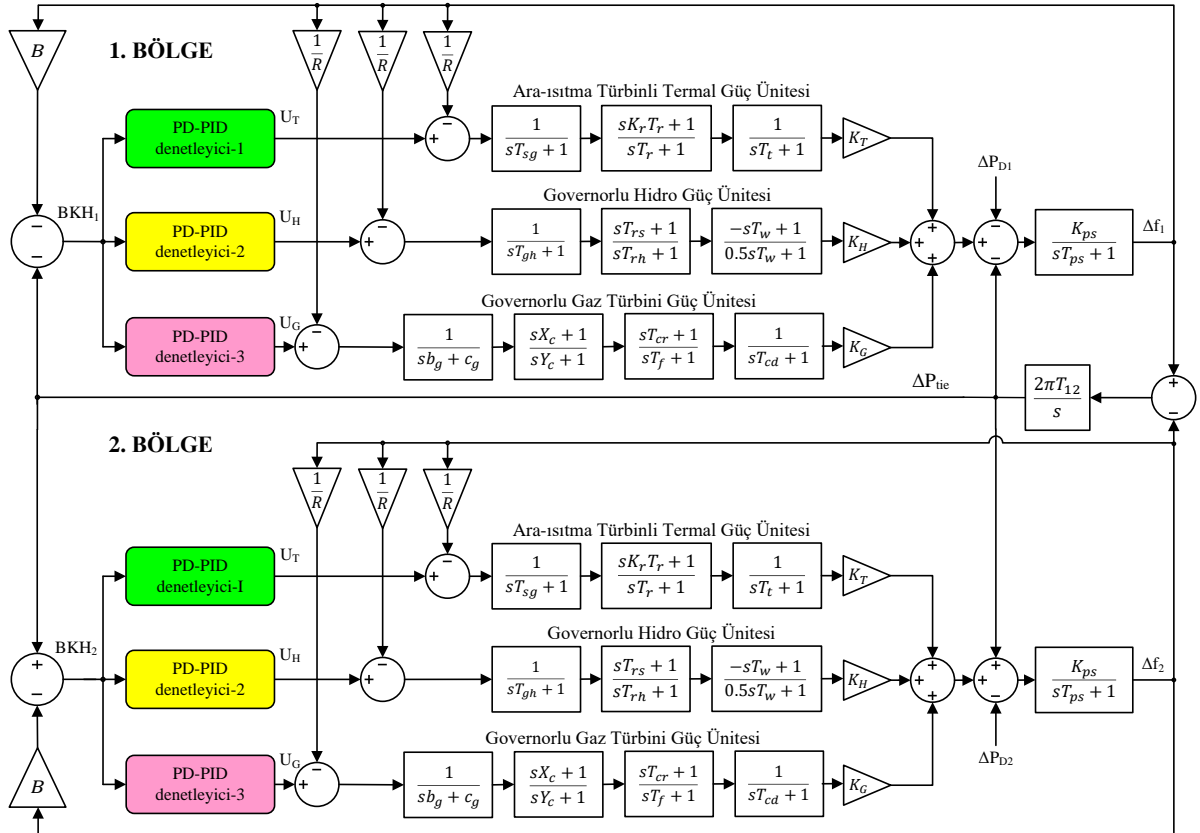 B
1. BÖLGE
1/R
1/R
1/R
Ara-ısıtma Türbinli Termal Güç Ünitesi
PD-PID
denetleyici-1
U_T
−
+
1/(sT_sg + 1)
(sK_rT_r + 1)/(sT_r + 1)
1/(sT_t + 1)
K_T
ΔP_D1
BKH₁
−
−
Governorlu Hidro Güç Ünitesi
PD-PID
denetleyici-2
U_H
−
+
1/(sT_gh + 1)
(sT_rs + 1)/(sT_rh + 1)
(−sT_w + 1)/(0.5sT_w + 1)
K_H
+
+
+
−
+
−
K_ps/(sT_ps + 1)
Δf₁
Governorlu Gaz Türbini Güç Ünitesi
PD-PID
denetleyici-3
U_G
−
+
1/(sb_g + c_g)
(sX_c + 1)/(sY_c + 1)
(sT_cr + 1)/(sT_f + 1)
1/(sT_cd + 1)
K_G
ΔP_tie
2πT₁₂/s
+
−
2. BÖLGE
1/R
1/R
1/R
Ara-ısıtma Türbinli Termal Güç Ünitesi
PD-PID
denetleyici-I
U_T
−
+
1/(sT_sg + 1)
(sK_rT_r + 1)/(sT_r + 1)
1/(sT_t + 1)
K_T
BKH₂
+
−
Governorlu Hidro Güç Ünitesi
PD-PID
denetleyici-2
U_H
−
+
1/(sT_gh + 1)
(sT_rs + 1)/(sT_rh + 1)
(−sT_w + 1)/(0.5sT_w + 1)
K_H
+
+
+
+
+
−
K_ps/(sT_ps + 1)
Δf₂
Governorlu Gaz Türbini Güç Ünitesi
PD-PID
denetleyici-3
U_G
−
+
1/(sb_g + c_g)
(sX_c + 1)/(sY_c + 1)
(sT_cr + 1)/(sT_f + 1)
1/(sT_cd + 1)
K_G
ΔP_D2
B